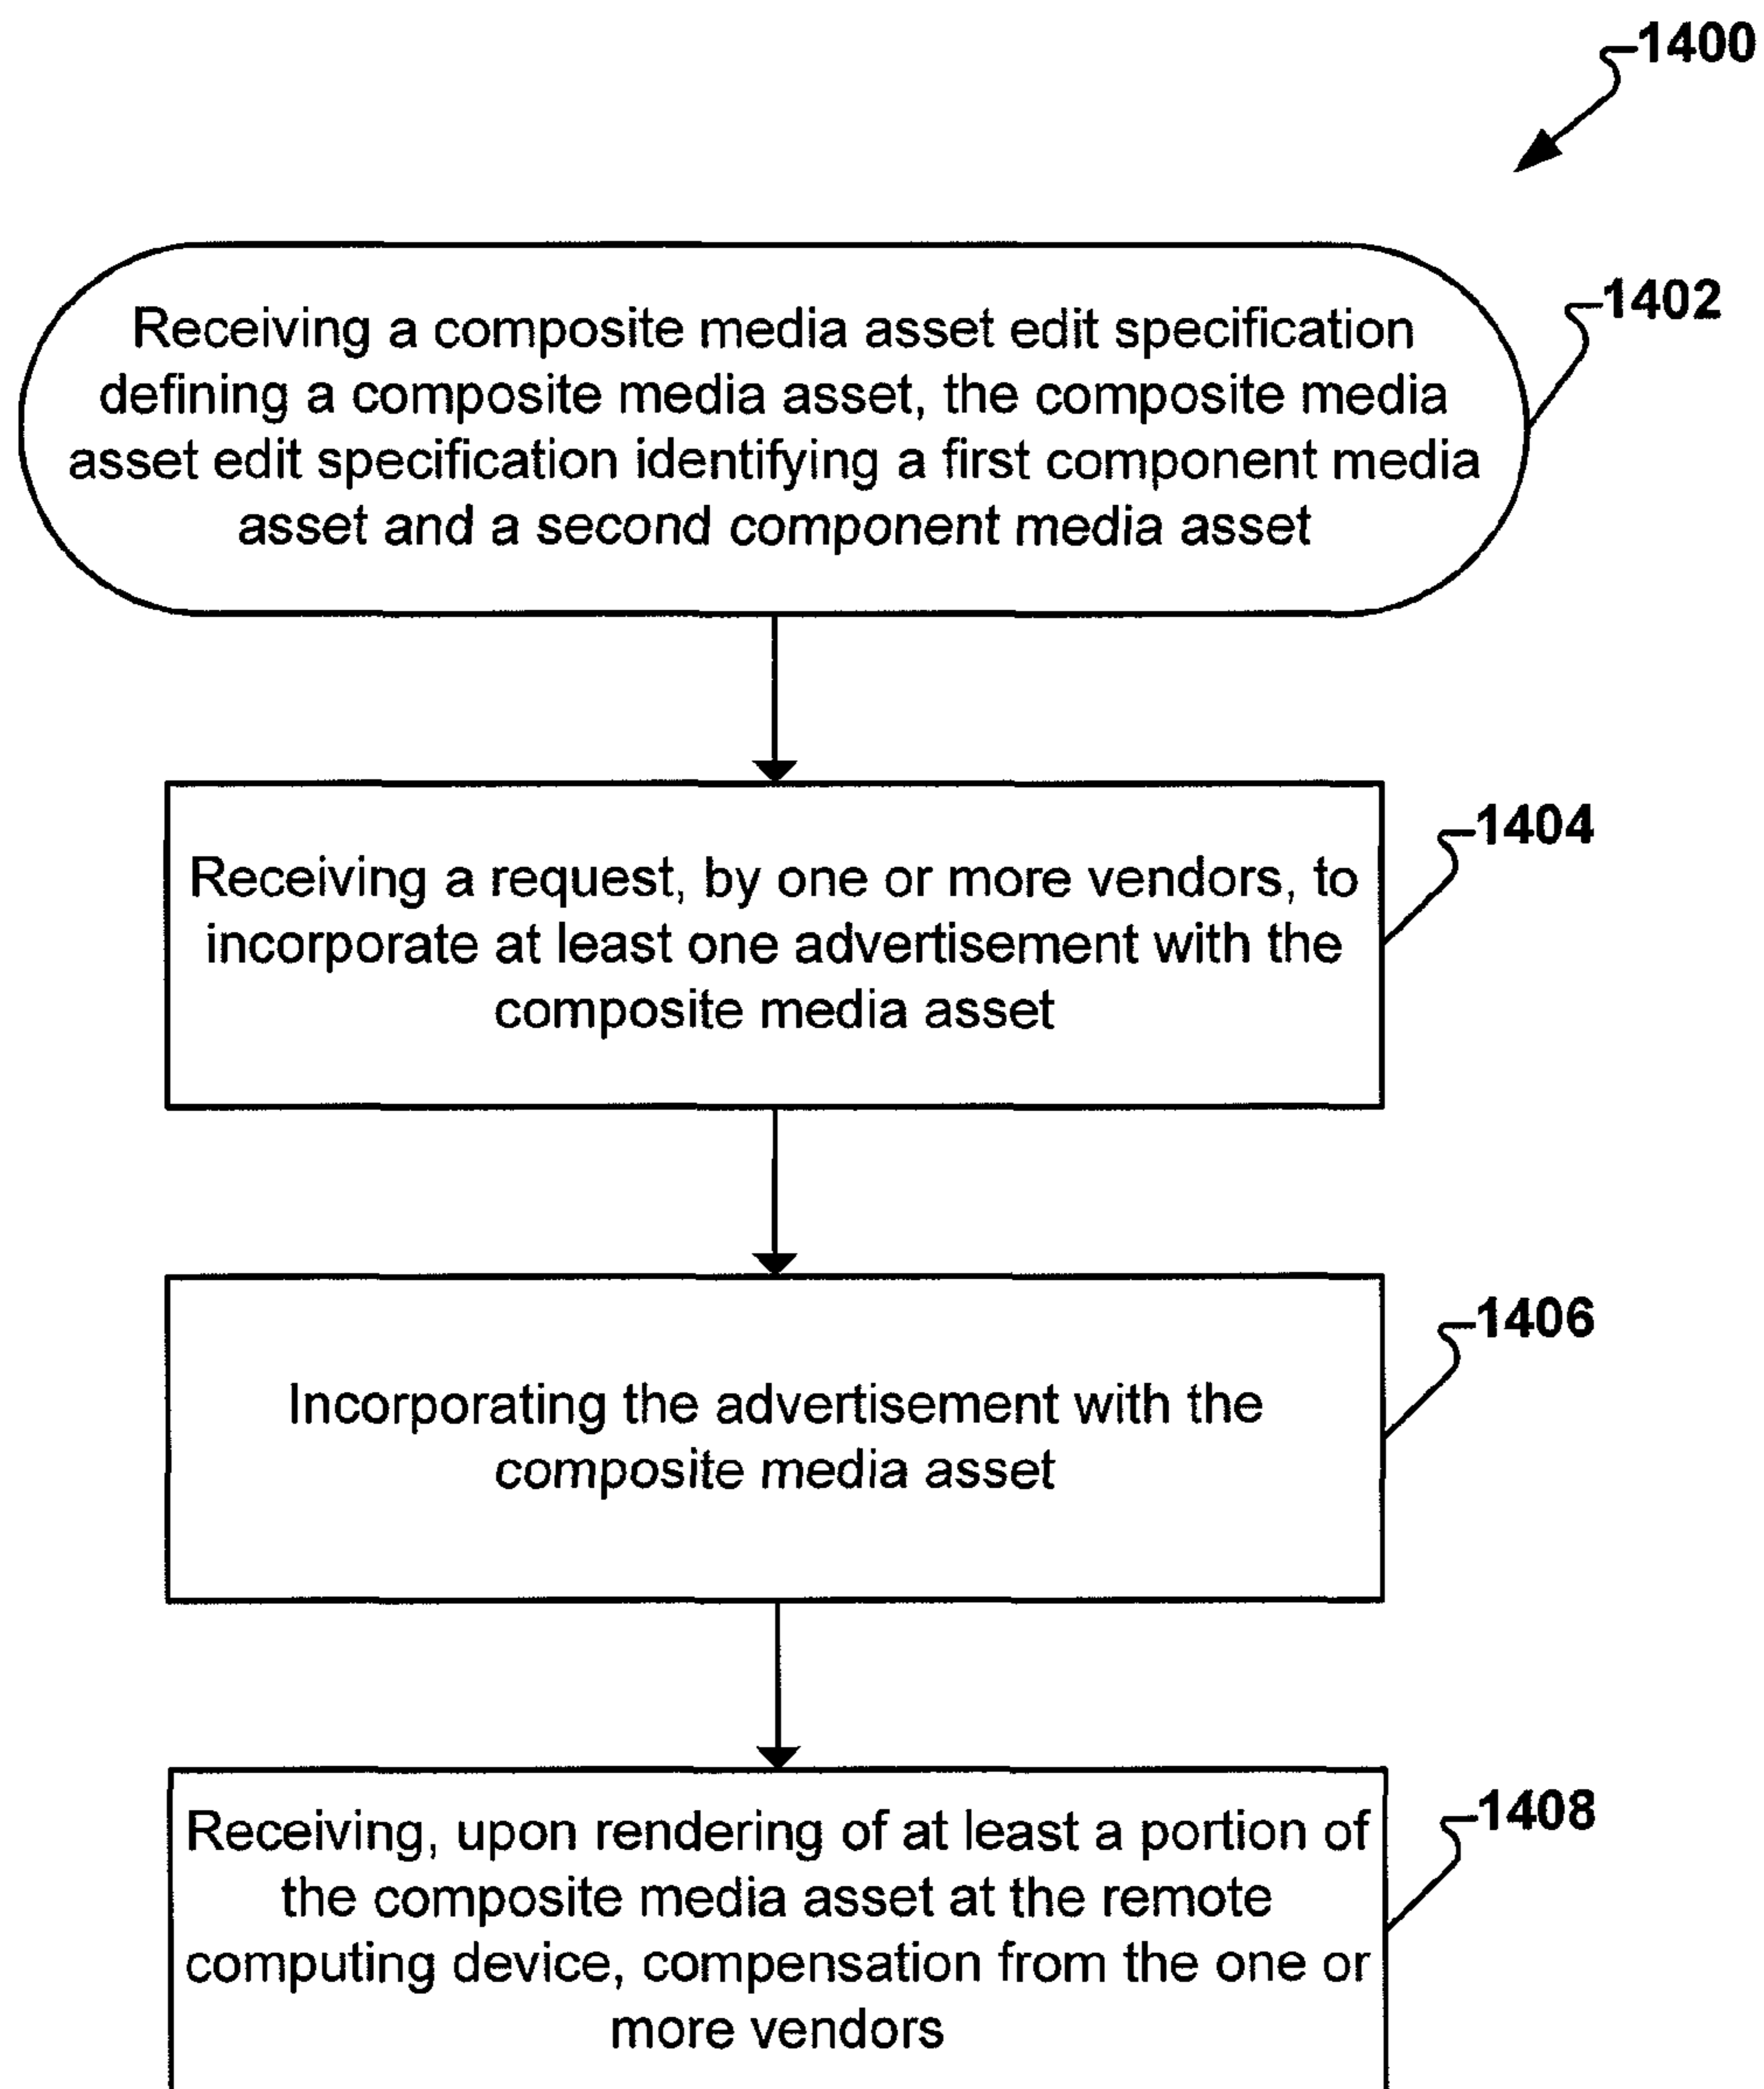 1400
Receiving a composite media asset edit specification
defining a composite media asset, the composite media
asset edit specification identifying a first component media
asset and a second component media asset
1402
Receiving a request, by one or more vendors, to
incorporate at least one advertisement with the
composite media asset
1404
Incorporating the advertisement with the
composite media asset
1406
Receiving, upon rendering of at least a portion of
the composite media asset at the remote
computing device, compensation from the one or
more vendors
1408